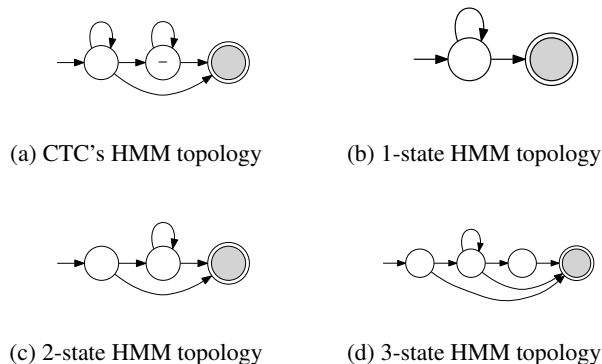 –
(a) CTC's HMM topology
(b) 1-state HMM topology
(c) 2-state HMM topology
(d) 3-state HMM topology